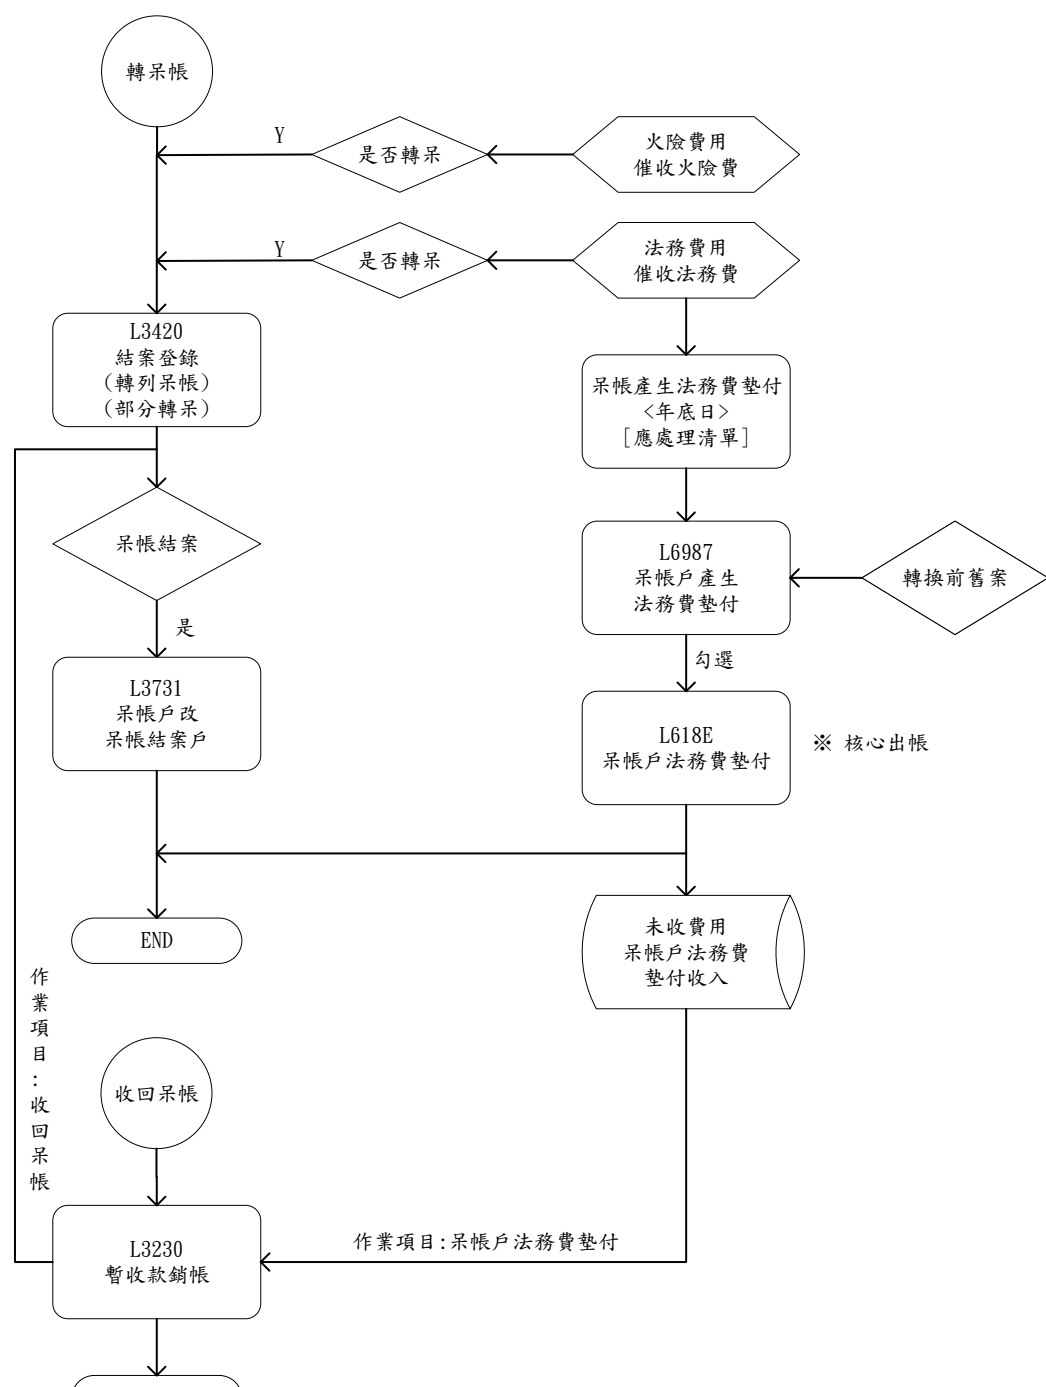 轉呆帳
Y
是否轉呆
火險費用
催收火險費
Y
是否轉呆
法務費用
催收法務費
L3420
結案登錄
(轉列呆帳)
(部分轉呆)
呆帳產生法務費墊付
<年底日>
[應處理清單]
呆帳結案
L6987
呆帳戶產生
法務費墊付
轉換前舊案
是
勾選
L3731
呆帳戶改
呆帳結案戶
L618E
呆帳戶法務費墊付
※ 核心出帳
END
未收費用
呆帳戶法務費
墊付收入
作業項目:收回呆帳
收回呆帳
L3230
暫收款銷帳
作業項目:呆帳戶法務費墊付